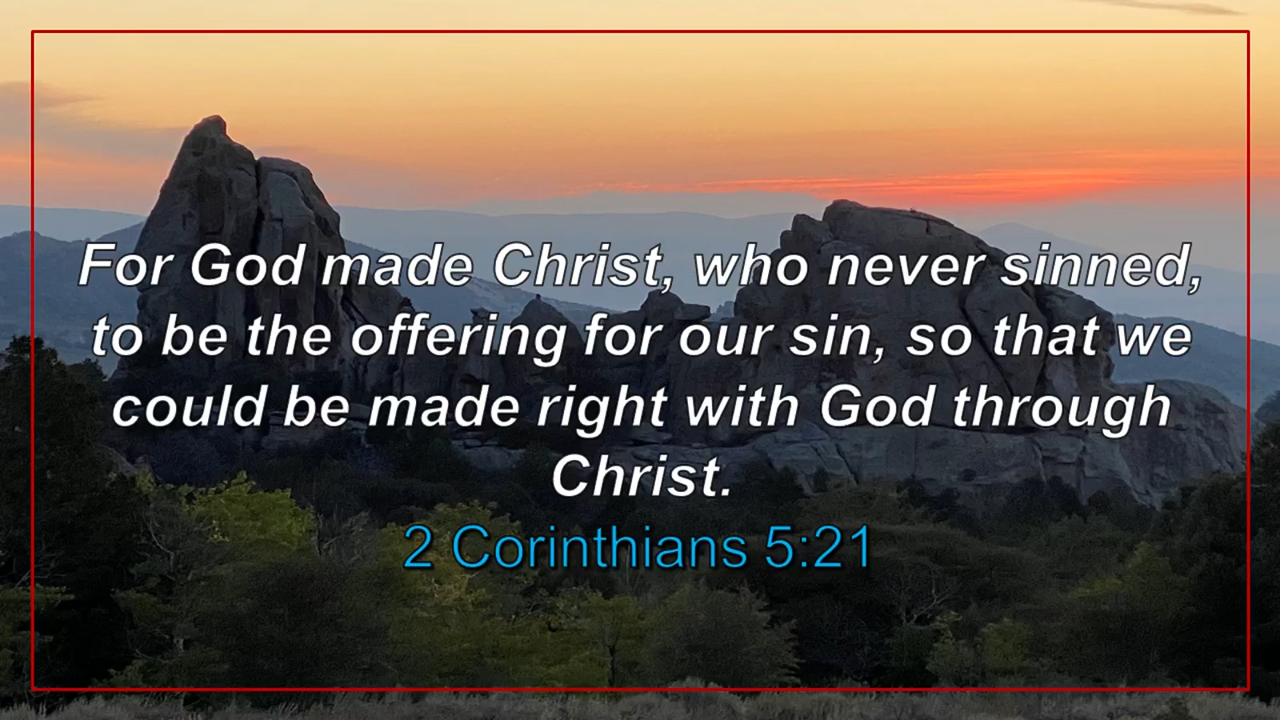 For God made Christ, who never sinned,
to be the offering for our sin, so that we
could be made right with God through
Christ.
2 Corinthians 5:21